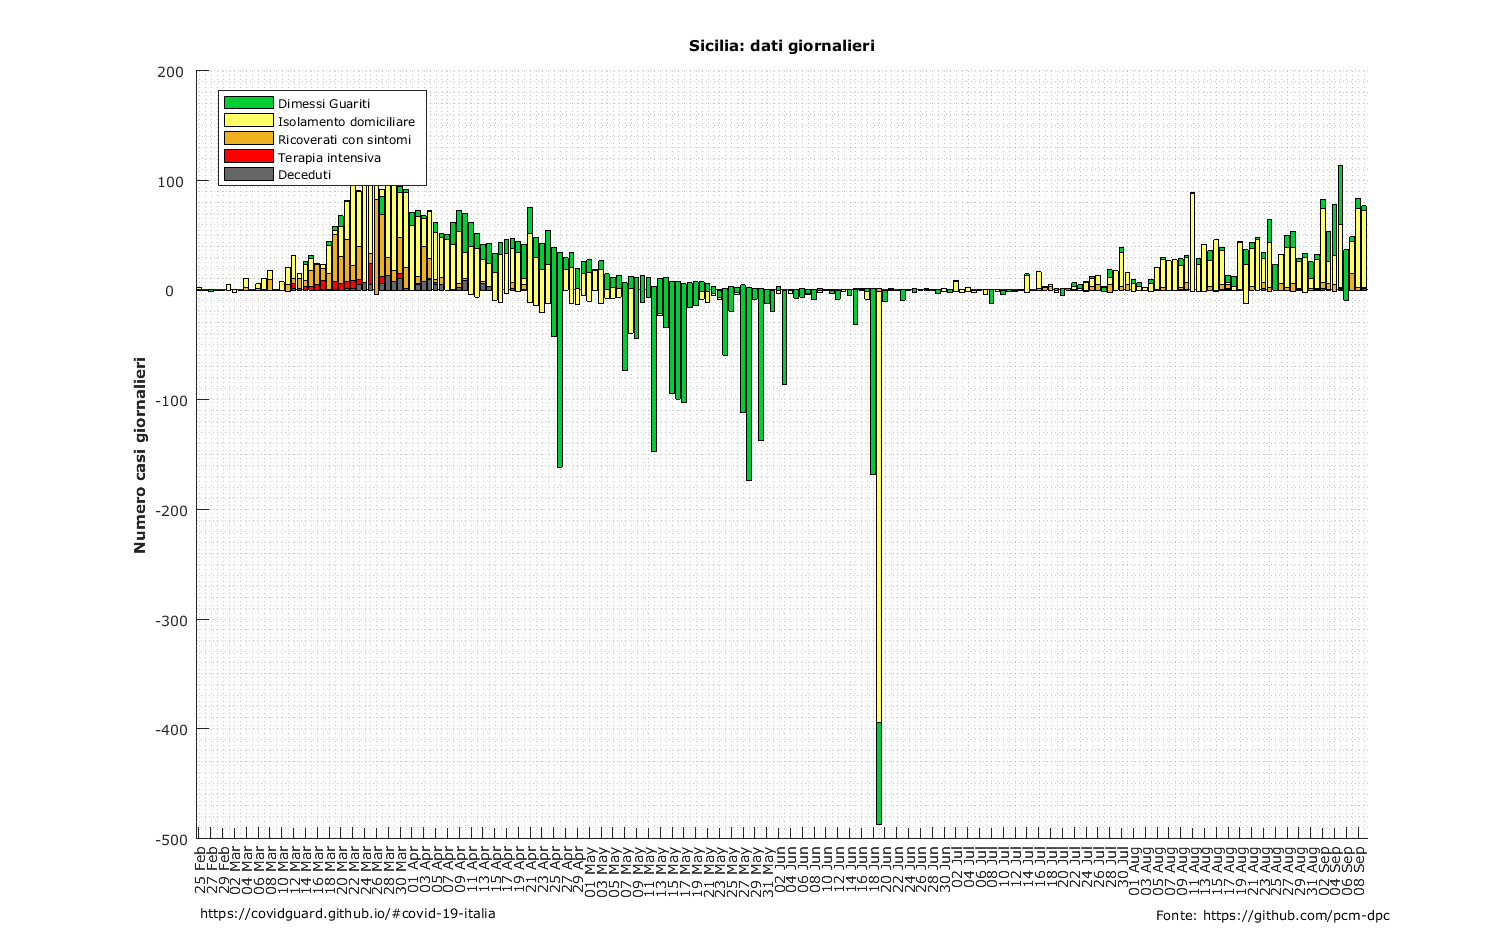 Sicilia: dati giornalieri
200
100
0
-100
-200
-300
-400
-500
Numero casi giornalieri
Dimessi Guariti
Isolamento domiciliare
Ricoverati con sintomi
Terapia intensiva
Deceduti
25 Feb
27 Feb
29 Feb
02 Mar
04 Mar
06 Mar
08 Mar
10 Mar
12 Mar
14 Mar
16 Mar
18 Mar
20 Mar
22 Mar
24 Mar
26 Mar
28 Mar
30 Mar
01 Apr
03 Apr
05 Apr
07 Apr
09 Apr
11 Apr
13 Apr
15 Apr
17 Apr
19 Apr
21 Apr
23 Apr
25 Apr
27 Apr
29 Apr
01 May
03 May
05 May
07 May
09 May
11 May
13 May
15 May
17 May
19 May
21 May
23 May
25 May
27 May
29 May
31 May
02 Jun
04 Jun
06 Jun
08 Jun
10 Jun
12 Jun
14 Jun
16 Jun
18 Jun
20 Jun
22 Jun
24 Jun
26 Jun
28 Jun
30 Jun
02 Jul
04 Jul
06 Jul
08 Jul
10 Jul
12 Jul
14 Jul
16 Jul
18 Jul
20 Jul
22 Jul
24 Jul
26 Jul
28 Jul
30 Jul
01 Aug
03 Aug
05 Aug
07 Aug
09 Aug
11 Aug
13 Aug
15 Aug
17 Aug
19 Aug
21 Aug
23 Aug
25 Aug
27 Aug
29 Aug
31 Aug
02 Sep
04 Sep
06 Sep
08 Sep
https://covidguard.github.io/#covid-19-italia
Fonte: https://github.com/pcm-dpc